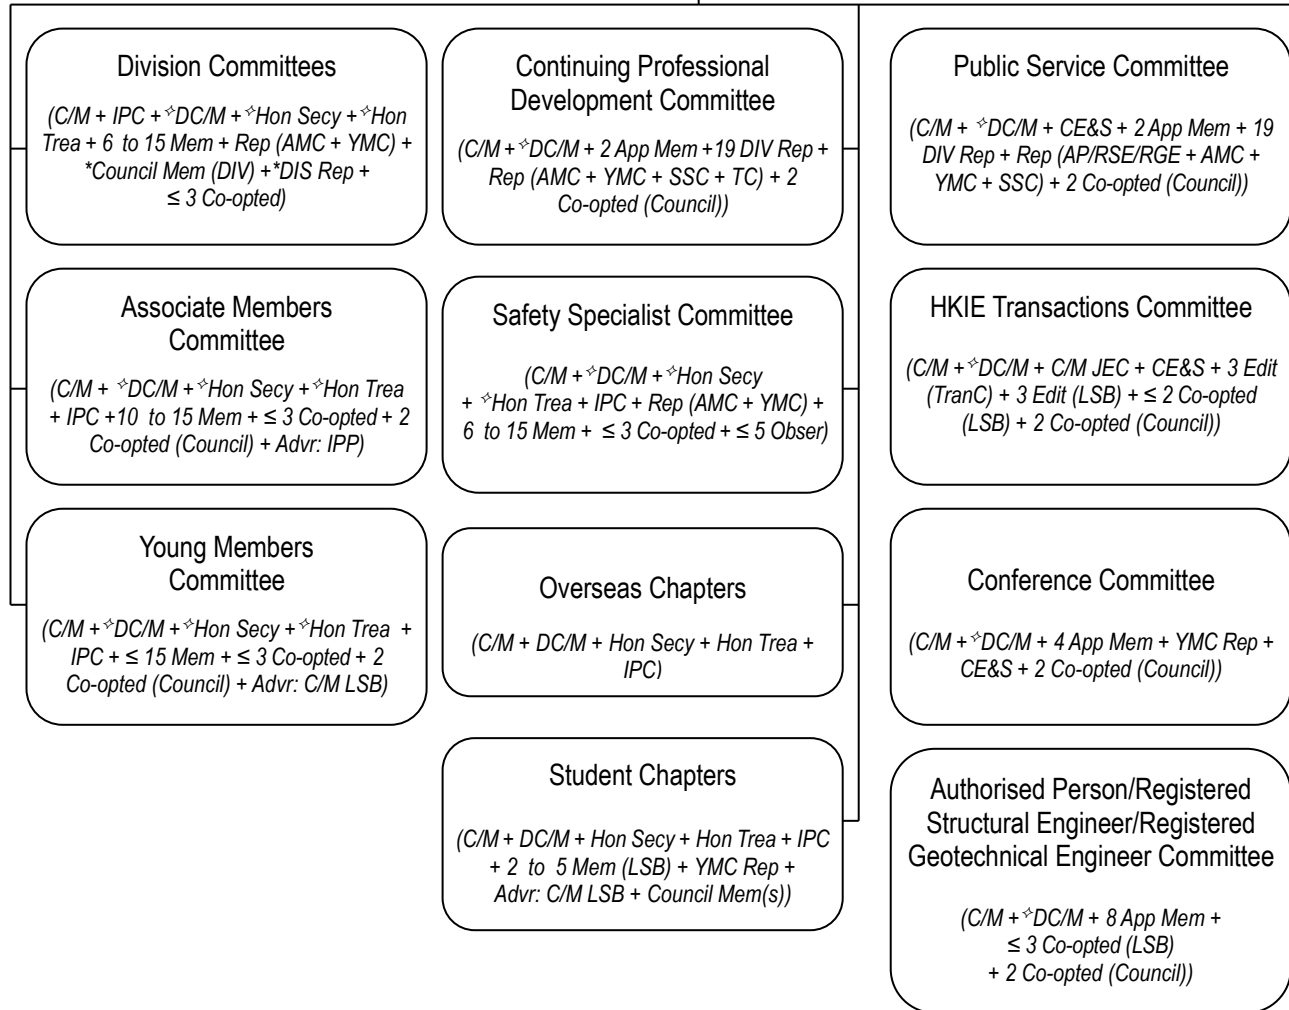 Division Committees
(C/M + IPC +✧DC/M +✧Hon Secy +✧Hon
Trea + 6 to 15 Mem + Rep (AMC + YMC) +
*Council Mem (DIV) +*DIS Rep +
≤ 3 Co-opted)
Associate Members
Committee
(C/M + ✧DC/M +✧Hon Secy +✧Hon Trea
+ IPC +10 to 15 Mem + ≤ 3 Co-opted + 2
Co-opted (Council) + Advr: IPP)
Young Members
Committee
(C/M +✧DC/M +✧Hon Secy +✧Hon Trea +
IPC + ≤ 15 Mem + ≤ 3 Co-opted + 2
Co-opted (Council) + Advr: C/M LSB)
Continuing Professional
Development Committee
(C/M +✧DC/M + 2 App Mem +19 DIV Rep +
Rep (AMC + YMC + SSC + TC) + 2
Co-opted (Council))
Safety Specialist Committee
(C/M +✧DC/M +✧Hon Secy
+ ✧Hon Trea + IPC + Rep (AMC + YMC) +
6 to 15 Mem + ≤ 3 Co-opted + ≤ 5 Obser)
Overseas Chapters
(C/M + DC/M + Hon Secy + Hon Trea +
IPC)
Student Chapters
(C/M + DC/M + Hon Secy + Hon Trea + IPC
+ 2 to 5 Mem (LSB) + YMC Rep +
Advr: C/M LSB + Council Mem(s))
Public Service Committee
(C/M + ✧DC/M + CE&S + 2 App Mem + 19
DIV Rep + Rep (AP/RSE/RGE + AMC +
YMC + SSC) + 2 Co-opted (Council))
HKIE Transactions Committee
(C/M +✧DC/M + C/M JEC + CE&S + 3 Edit
(TranC) + 3 Edit (LSB) + ≤ 2 Co-opted
(LSB) + 2 Co-opted (Council))
Conference Committee
(C/M +✧DC/M + 4 App Mem + YMC Rep +
CE&S + 2 Co-opted (Council))
Authorised Person/Registered
Structural Engineer/Registered
Geotechnical Engineer Committee
(C/M +✧DC/M + 8 App Mem +
≤ 3 Co-opted (LSB)
+ 2 Co-opted (Council))